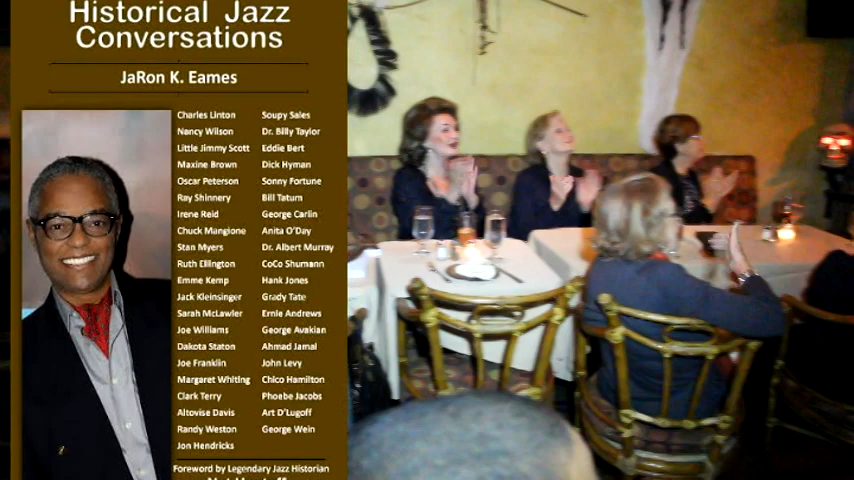 Historical Jazz
Conversations
JaRon K. Eames
Charles Linton
Nancy Wilson
Little Jimmy Scott
Maxine Brown
Oscar Peterson
Ray Shinnery
Irene Reid
Chuck Mangione
Stan Myers
Ruth Ellington
Emme Kemp
Jack Kleinsinger
Sarah McLawler
Joe Williams
Dakota Staton
Joe Franklin
Margaret Whiting
Clark Terry
Altovise Davis
Randy Weston
Jon Hendricks
Soupy Sales
Dr. Billy Taylor
Eddie Bert
Dick Hyman
Sonny Fortune
Bill Tatum
George Carlin
Anita O'Day
Dr. Albert Murray
CoCo Shumann
Hank Jones
Grady Tate
Ernie Andrews
George Avakian
Ahmad Jamal
John Levy
Chico Hamilton
Phoebe Jacobs
Art D'Lugoff
George Wein
Foreword by Legendary Jazz Historian